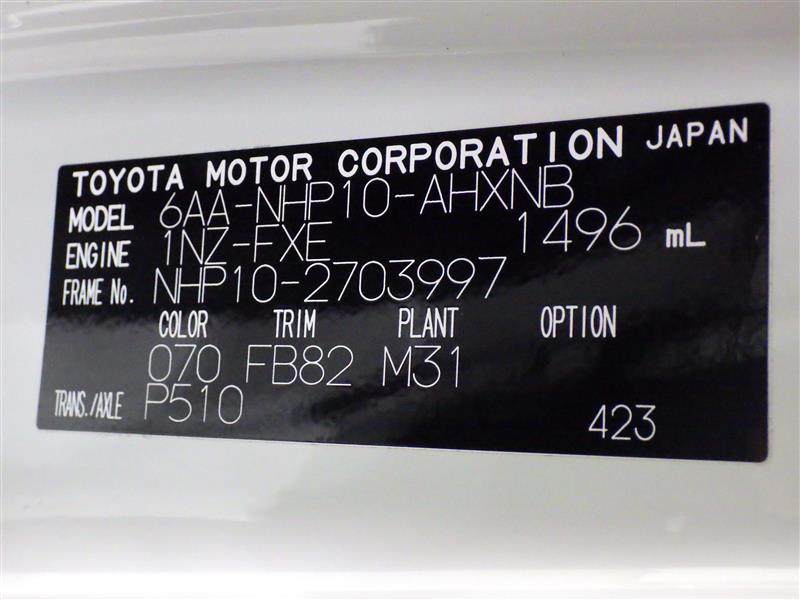 TOYOTA MOTOR CORPORATION JAPAN
MODEL 6AA-NHP10-AHXNB
ENGINE 1NZ-FXE 1496 mL
FRAME No. NHP10-2703997
COLOR TRIM PLANT OPTION
070 FB82 M31
TRANS./AXLE P510
423